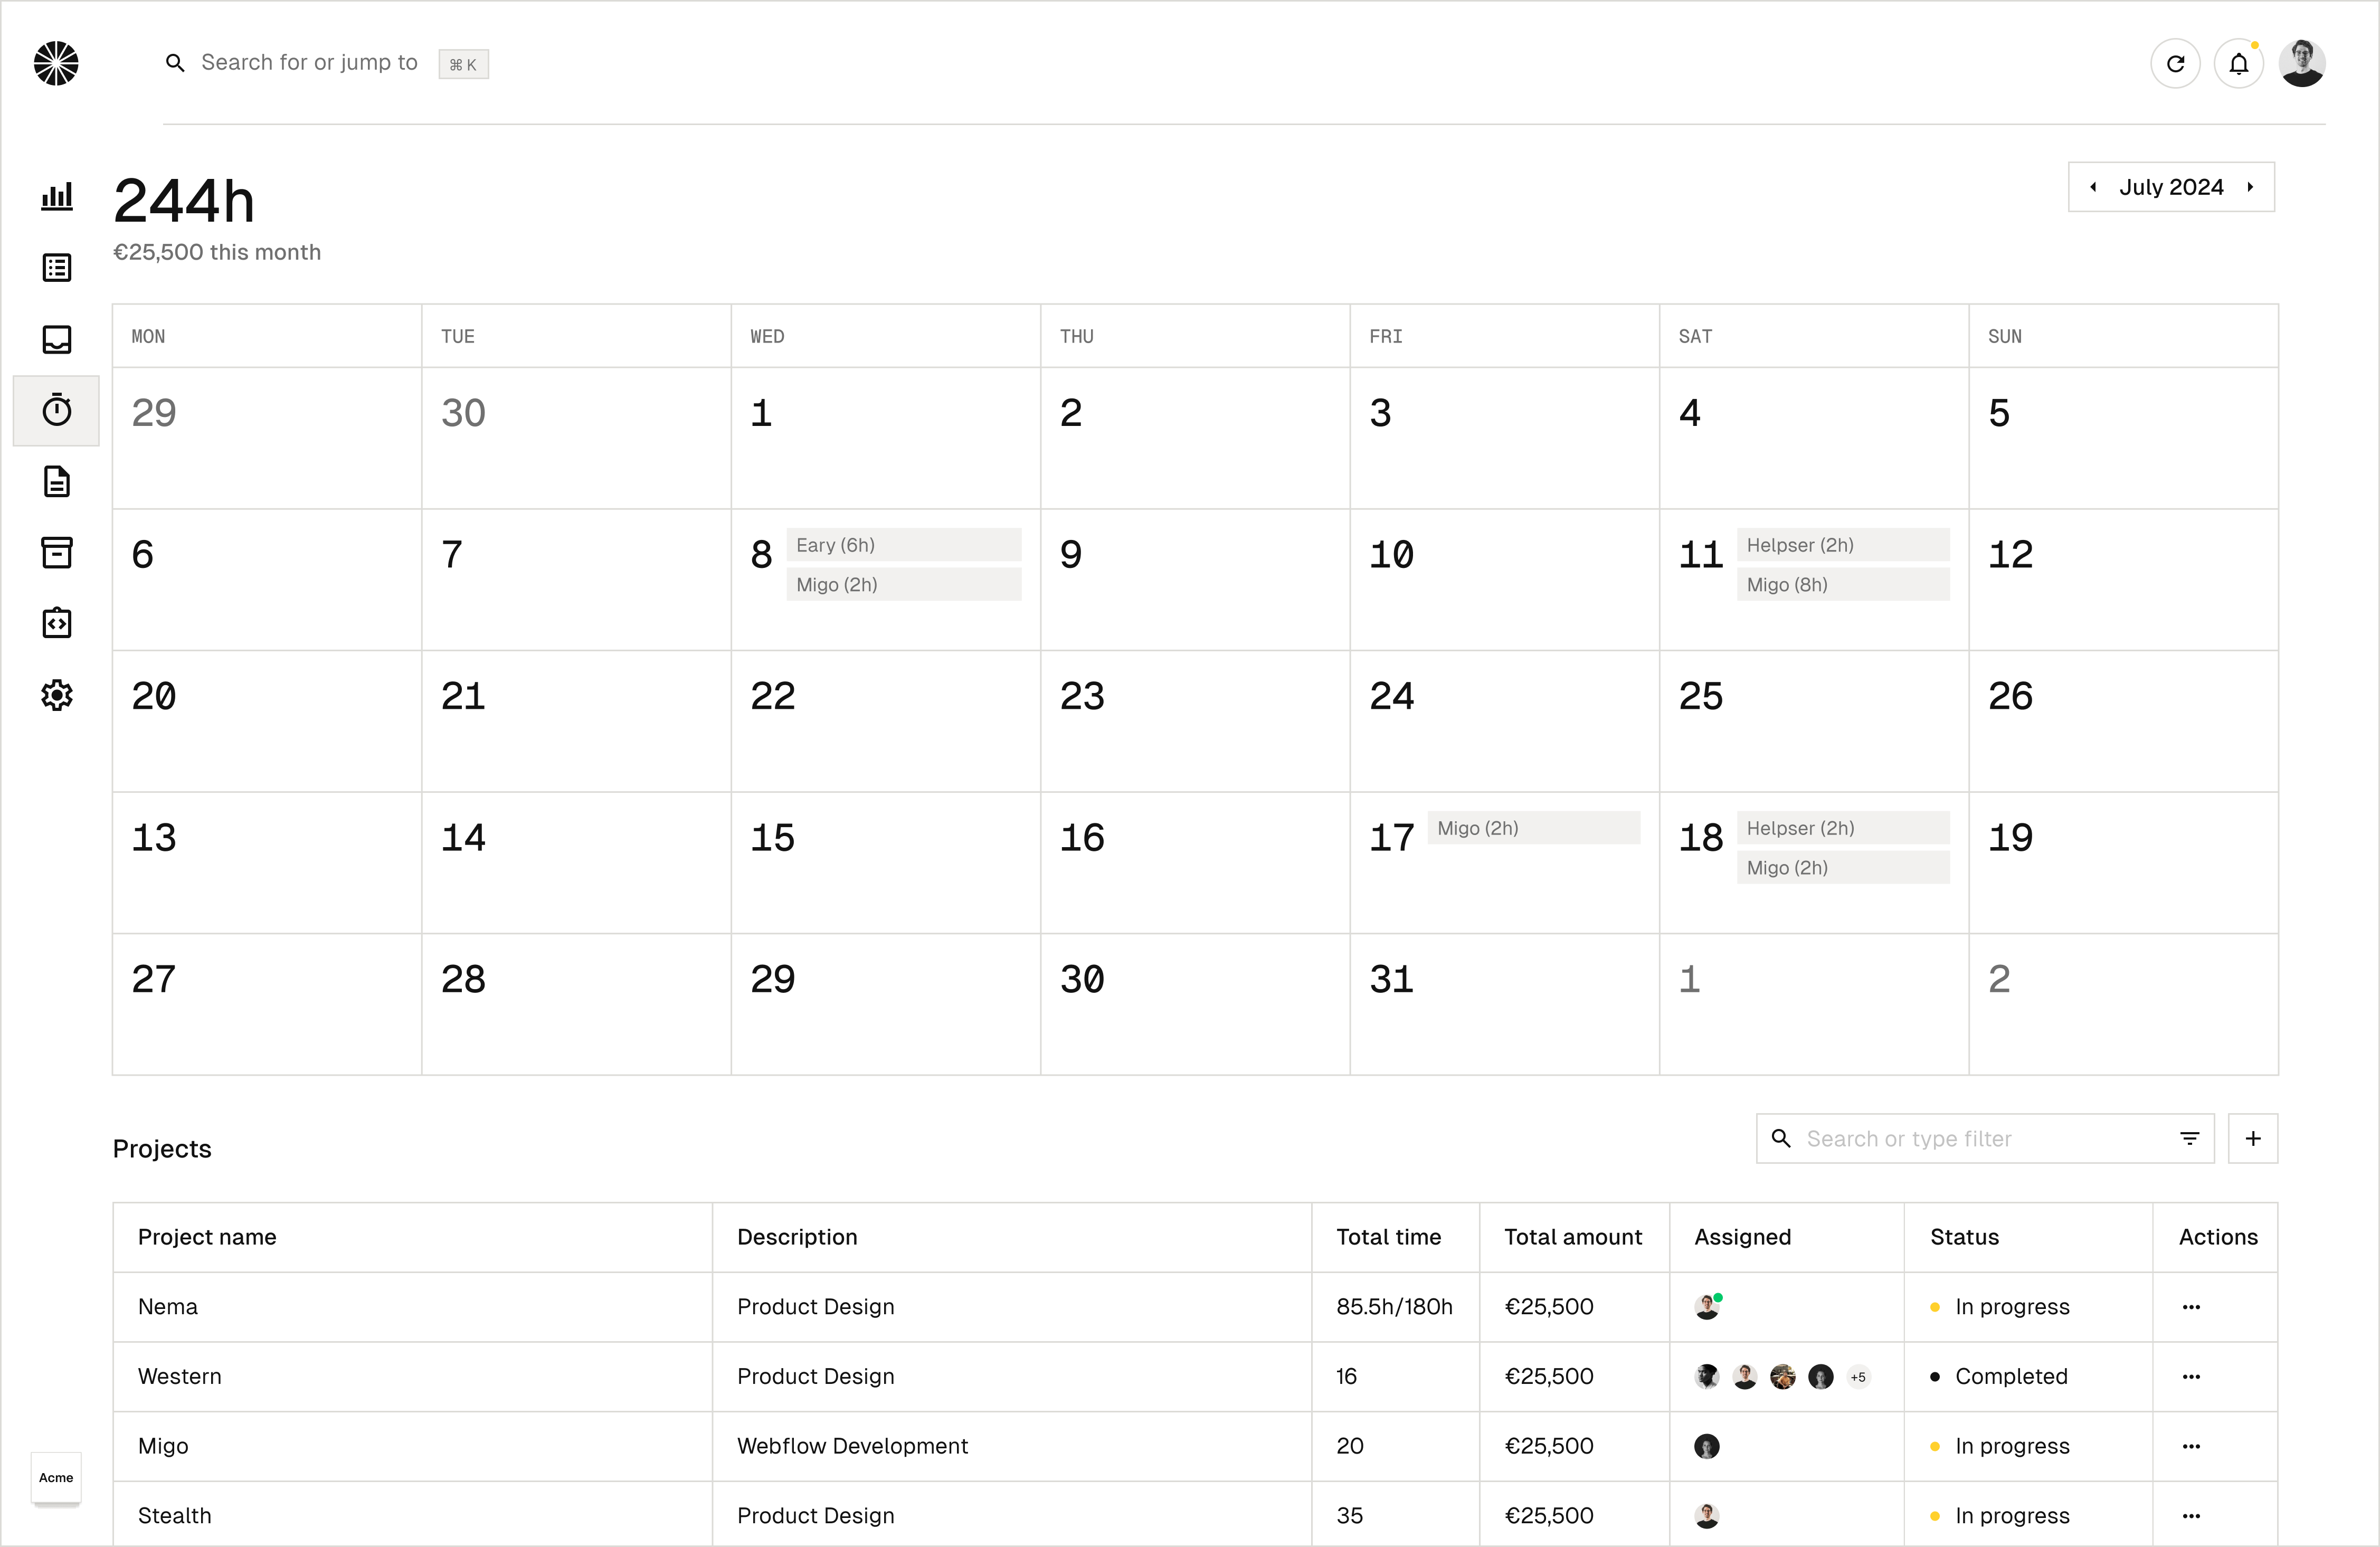 Search for or jump to ⌘ K
244h
July 2024
€25,500 this month
MON TUE WED THU FRI SAT SUN
29 30 1 2 3 4 5
6 7 8 Eary (6h) 9 10 11 Helpser (2h) 12
Migo (2h) Migo (8h)
20 21 22 23 24 25 26
13 14 15 16 17 Migo (2h) 18 Helpser (2h) 19
Migo (2h)
27 28 29 30 31 1 2
Projects
Search or type filter +
Project name Description Total time Total amount Assigned Status Actions
Nema Product Design 85.5h/180h €25,500 In progress
Western Product Design 16 €25,500 +5 Completed
Migo Webflow Development 20 €25,500 In progress
Acme
Stealth Product Design 35 €25,500 In progress